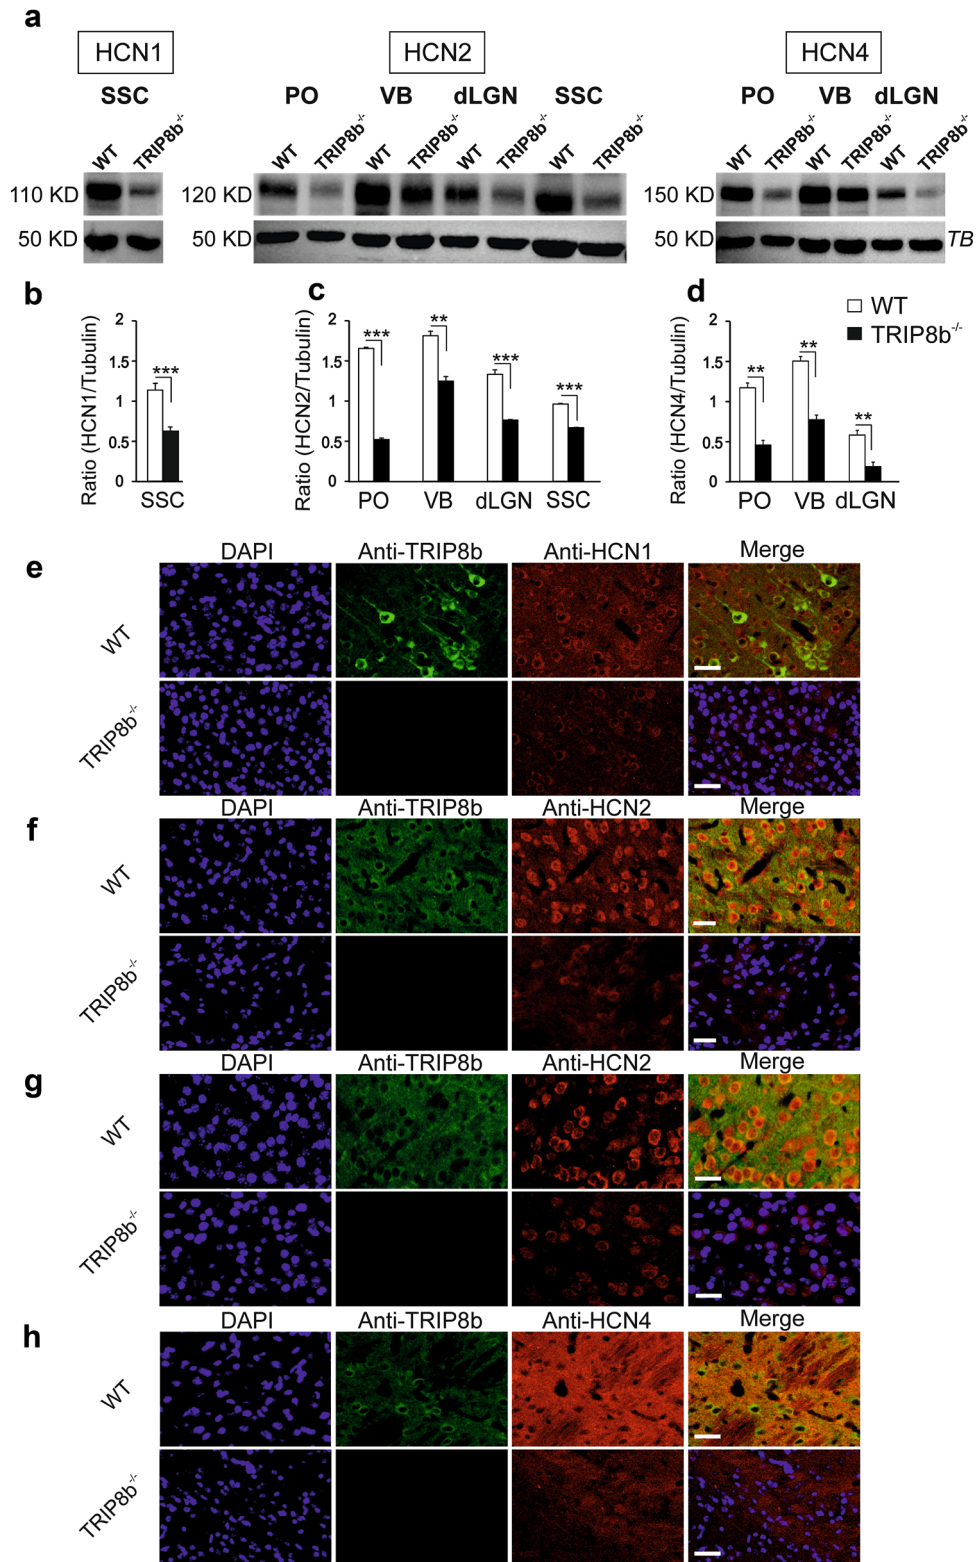 a
HCN1 HCN2 HCN4
SSC PO VB dLGN SSC PO VB dLGN
WT TRIP8b-/- WT TRIP8b-/- WT TRIP8b-/- WT TRIP8b-/- WT TRIP8b-/- WT TRIP8b-/- WT TRIP8b-/- WT TRIP8b-/-
110 KD 120 KD 150 KD
50 KD 50 KD 50 KD TB
b
Ratio (HCN1/Tubulin)
2
1.5
1
0.5
0
***
SSC
c
Ratio (HCN2/Tubulin)
2
1.5
1
0.5
0
*** ** *** ***
PO VB dLGN SSC
d
Ratio (HCN4/Tubulin)
2
1.5
1
0.5
0
** ** **
PO VB dLGN
WT
TRIP8b-/-
e
DAPI Anti-TRIP8b Anti-HCN1 Merge
WT
TRIP8b-/-
f
DAPI Anti-TRIP8b Anti-HCN2 Merge
WT
TRIP8b-/-
g
DAPI Anti-TRIP8b Anti-HCN2 Merge
WT
TRIP8b-/-
h
DAPI Anti-TRIP8b Anti-HCN4 Merge
WT
TRIP8b-/-